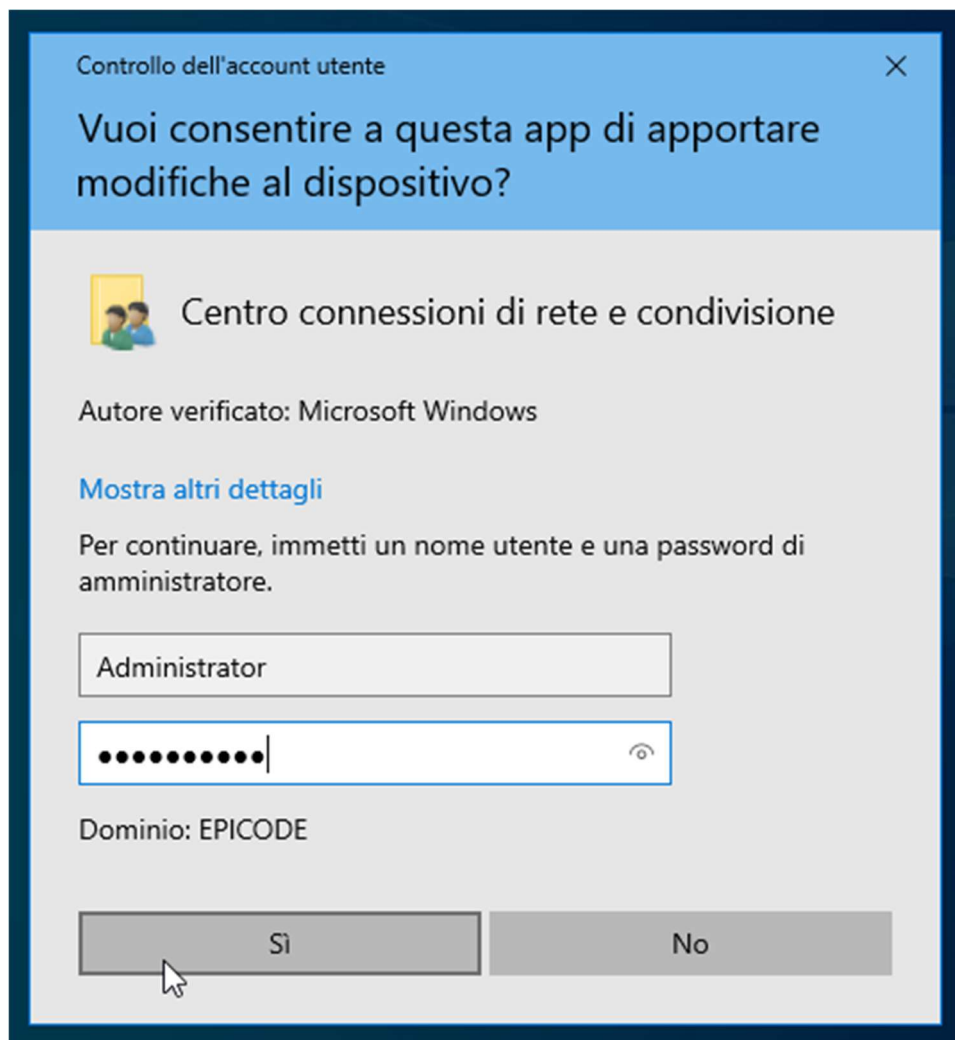 Controllo dell'account utente
Vuoi consentire a questa app di apportare
modifiche al dispositivo?
Centro connessioni di rete e condivisione
Autore verificato: Microsoft Windows
Mostra altri dettagli
Per continuare, immetti un nome utente e una password di
amministratore.
Administrator
●●●●●●●●●●
Dominio: EPICODE
Sì No